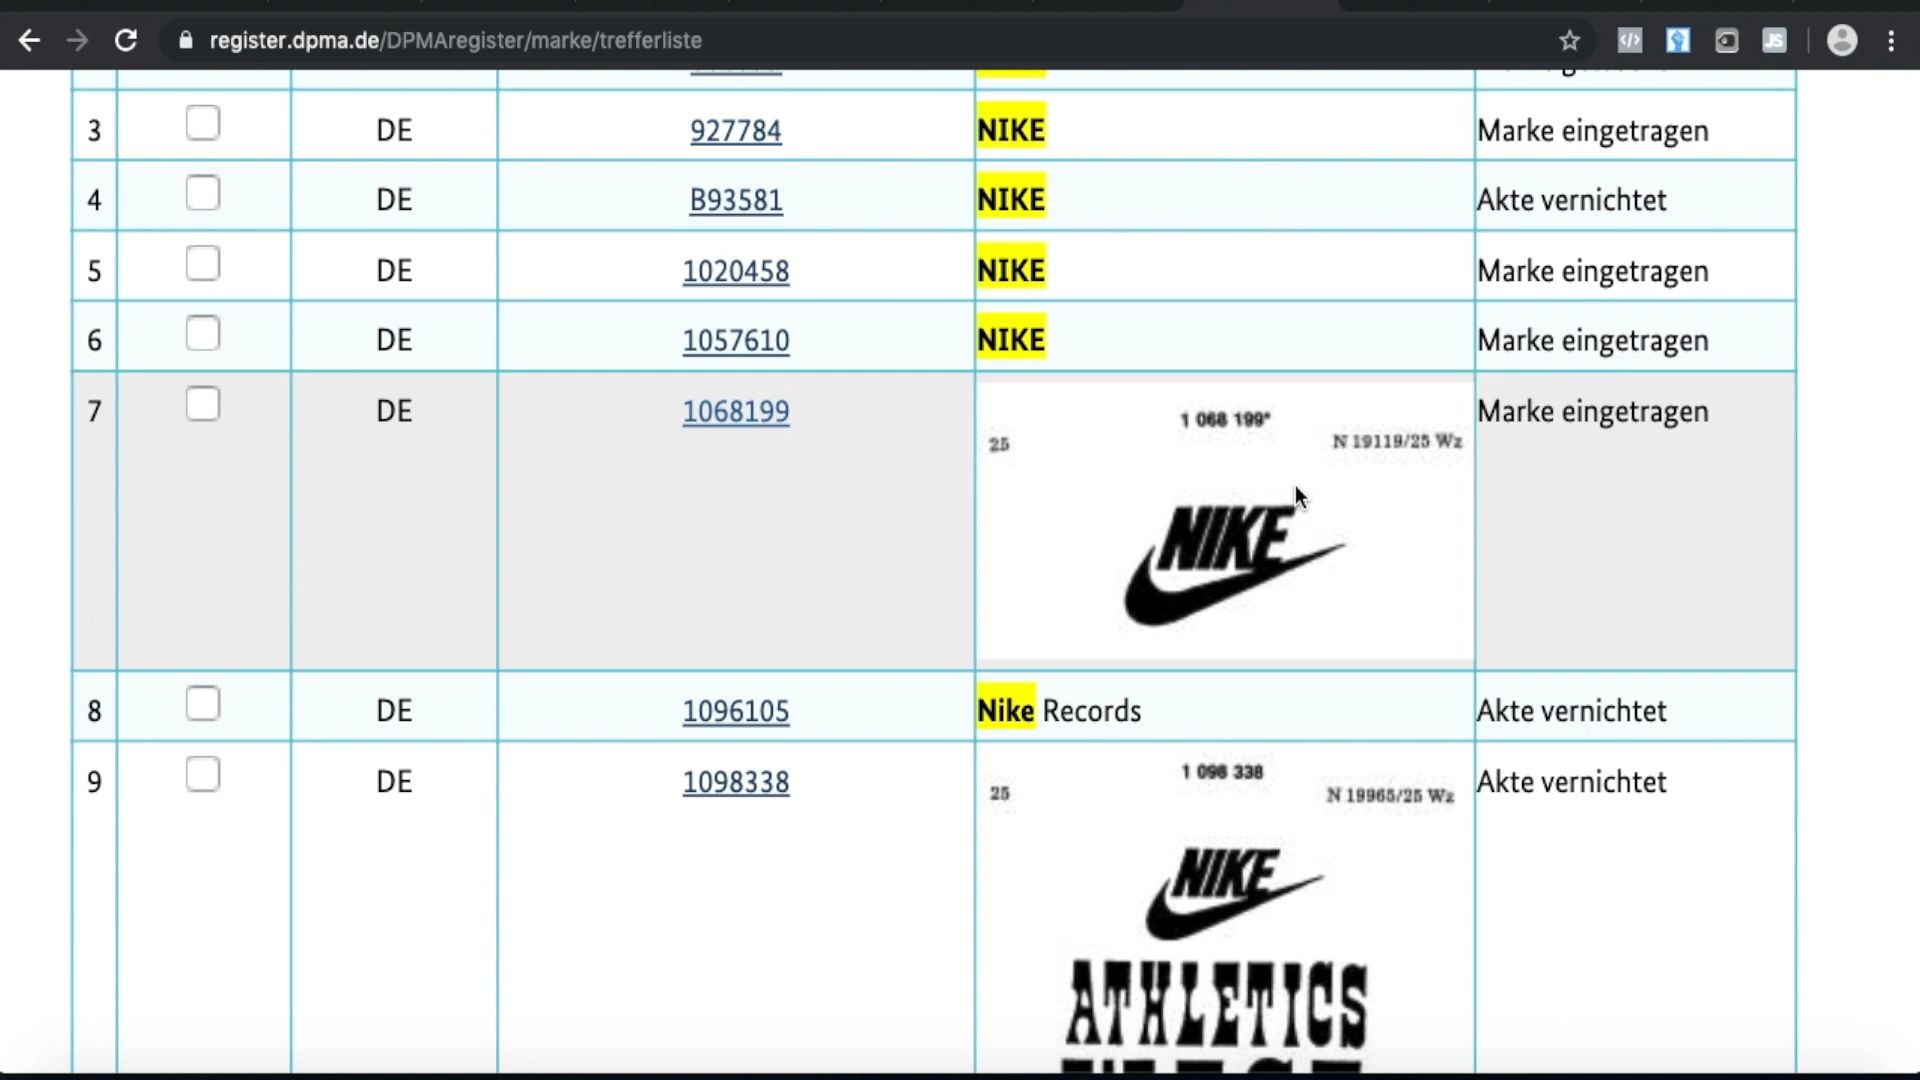 register.dpma.de/DPMAregister/marke/trefferliste
3 DE 927784 NIKE Marke eingetragen
4 DE B93581 NIKE Akte vernichtet
5 DE 1020458 NIKE Marke eingetragen
6 DE 1057610 NIKE Marke eingetragen
7 DE 1068199 Marke eingetragen
1 068 199*
25 N 19119/25 Wz
NIKE
8 DE 1096105 Nike Records Akte vernichtet
9 DE 1098338 Akte vernichtet
1 098 338
25 N 19965/25 Wz
NIKE
ATHLETICS